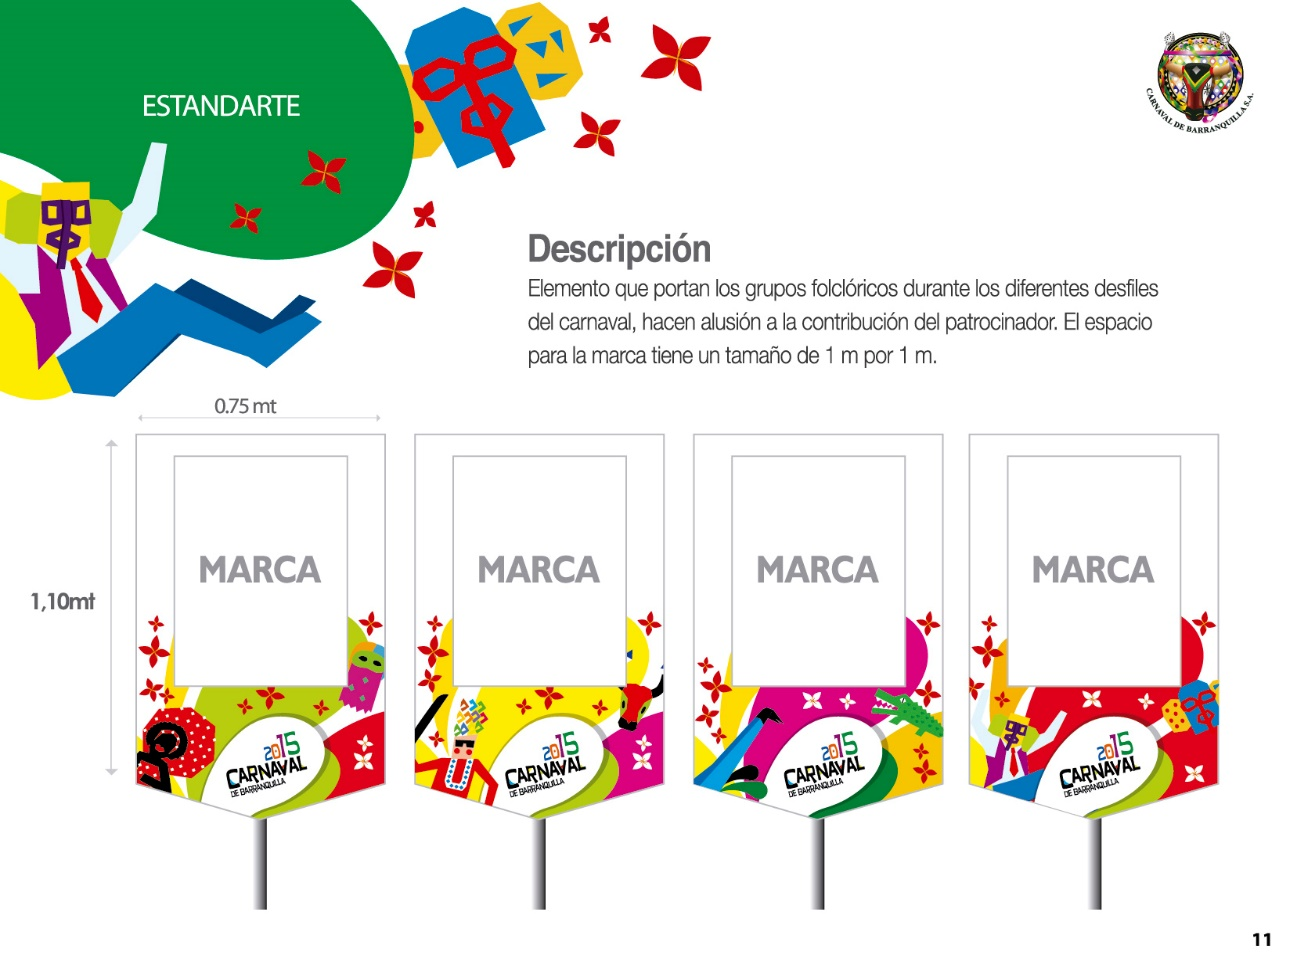 ESTANDARTE
CARNAVAL DE BARRANQUILLA S.A.
Descripción
Elemento que portan los grupos folclóricos durante los diferentes desfiles
del carnaval, hacen alusión a la contribución del patrocinador. El espacio
para la marca tiene un tamaño de 1 m por 1 m.
0.75 mt
1,10mt
MARCA
2015
CARNAVAL
DE BARRANQUILLA
MARCA
2015
CARNAVAL
DE BARRANQUILLA
MARCA
2015
CARNAVAL
DE BARRANQUILLA
MARCA
2015
CARNAVAL
DE BARRANQUILLA
11